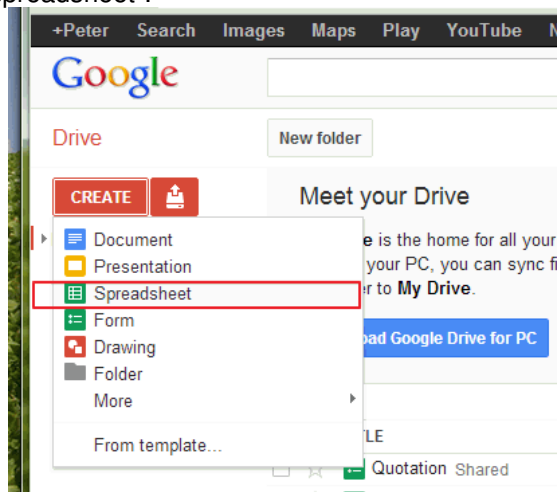 spreadsheet".
+Peter Search Images Maps Play YouTube
Google
Drive
New folder
CREATE
Meet your Drive
Document
e is the home for all your
Presentation
your PC, you can sync fi
Spreadsheet
r to My Drive.
Form
Drawing
oad Google Drive for PC
Folder
More
LE
From template...
Quotation Shared